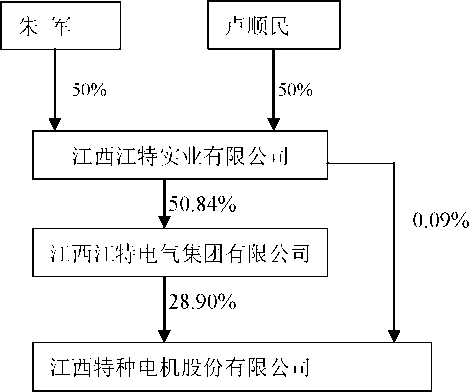 朱 军
卢顺民
50%
50%
江西江特实业有限公司
50.84%
0.09%
江西江特电气集团有限公司
28.90%
江西特种电机股份有限公司